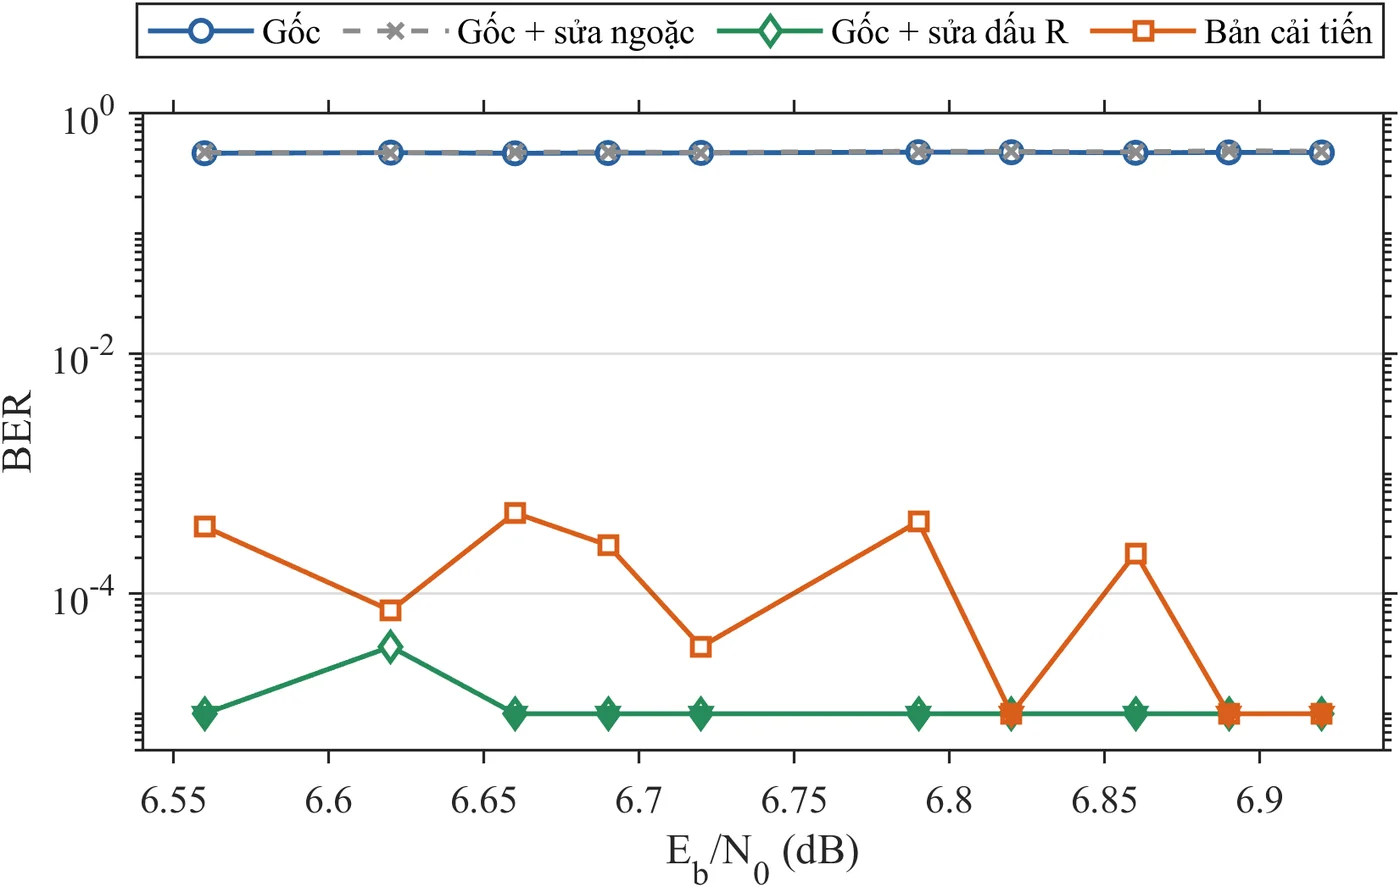 Gốc Gốc + sửa ngoặc Gốc + sửa dấu R Bản cải tiến
10^0
10^-2
10^-4
BER
6.55 6.6 6.65 6.7 6.75 6.8 6.85 6.9
E_b/N_0 (dB)